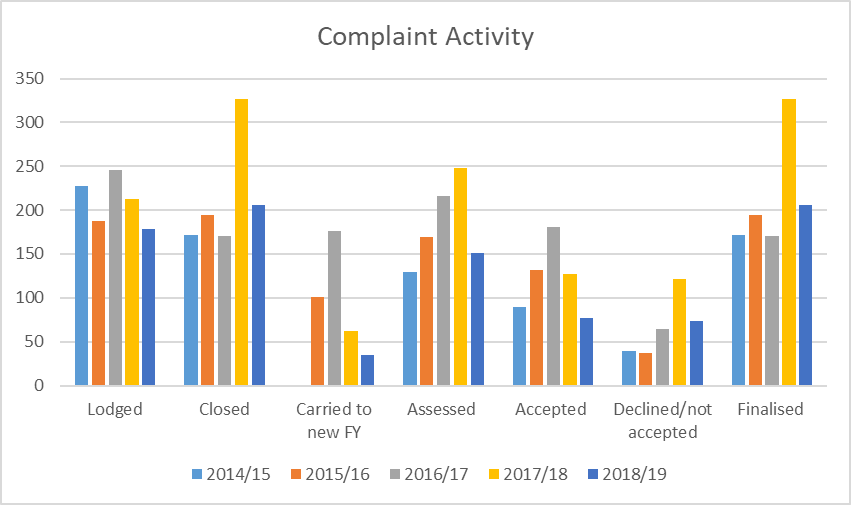 Complaint Activity
350
300
250
200
150
100
50
0
Lodged
Closed
Carried to
new FY
Assessed
Accepted
Declined/not
accepted
Finalised
2014/15 2015/16 2016/17 2017/18 2018/19